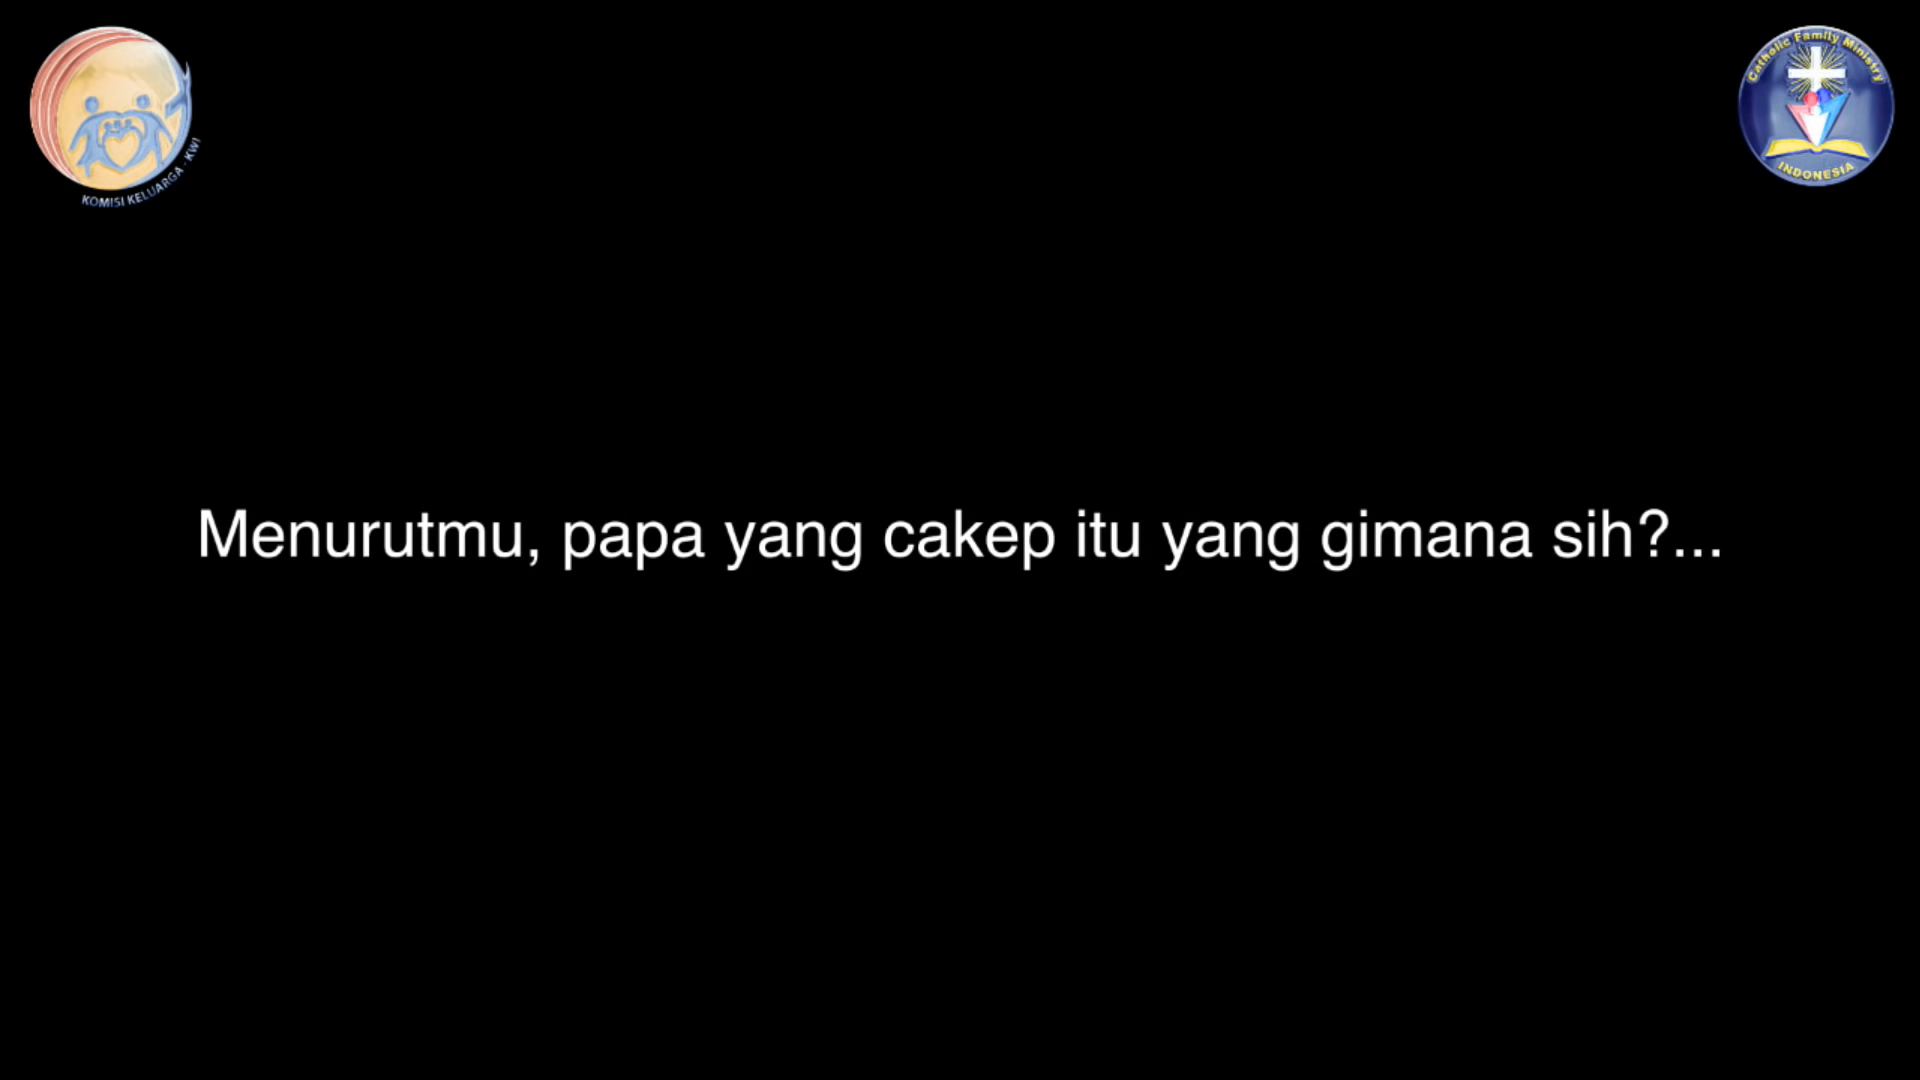 KOMISI KELUARGA - KWI
Catholic Family Ministry
INDONESIA
Menurutmu, papa yang cakep itu yang gimana sih?...